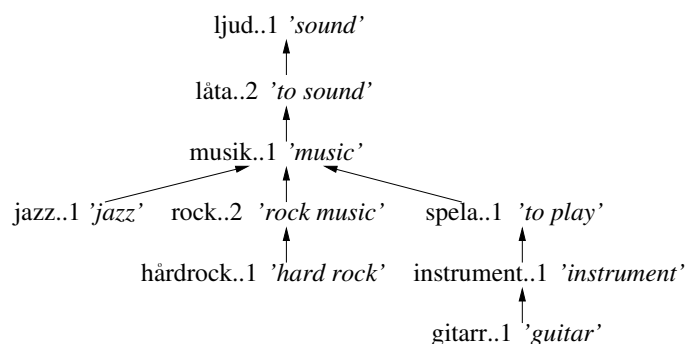 ljud..1 'sound'
låta..2 'to sound'
musik..1 'music'
jazz..1 'jazz' rock..2 'rock music' spela..1 'to play'
hårdrock..1 'hard rock' instrument..1 'instrument'
gitarr..1 'guitar'